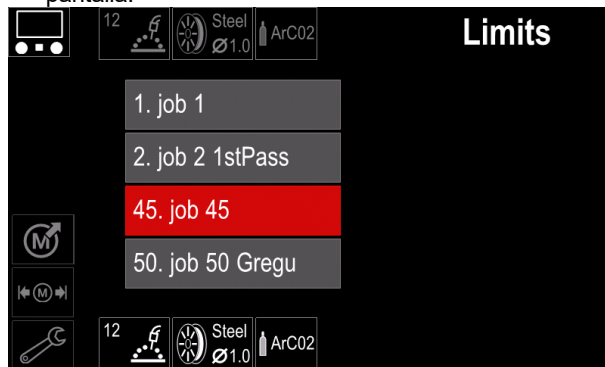 pantalla.
12 Steel Ø1.0 ArC02 Limits
1. job 1
2. job 2 1stPass
45. job 45
50. job 50 Gregu
M
M
12 Steel Ø1.0 ArC02